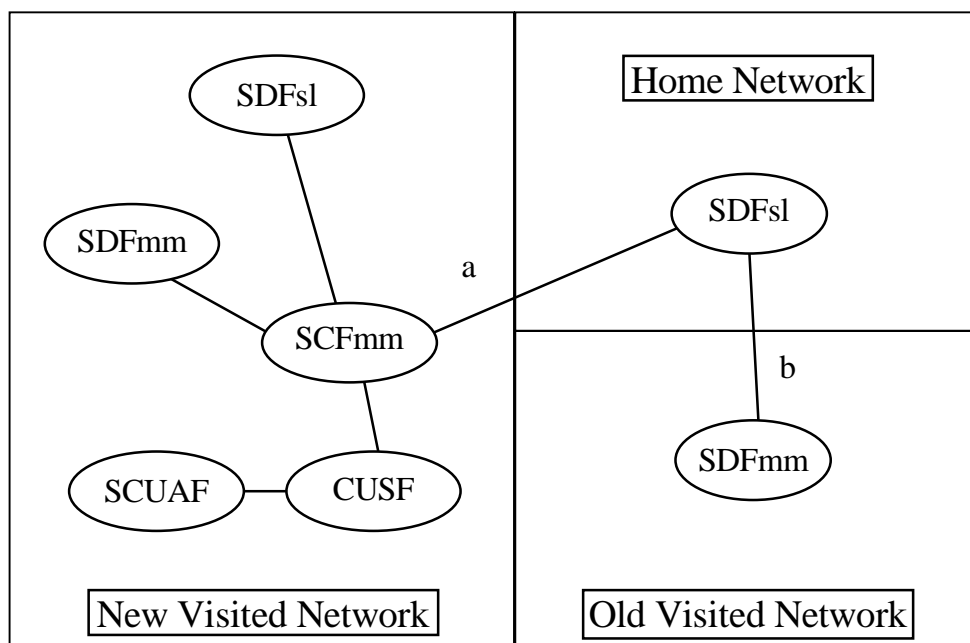 SDFsl
Home Network
SDFmm
SDFsl
a
SCFmm
b
SCUAF
CUSF
SDFmm
New Visited Network
Old Visited Network